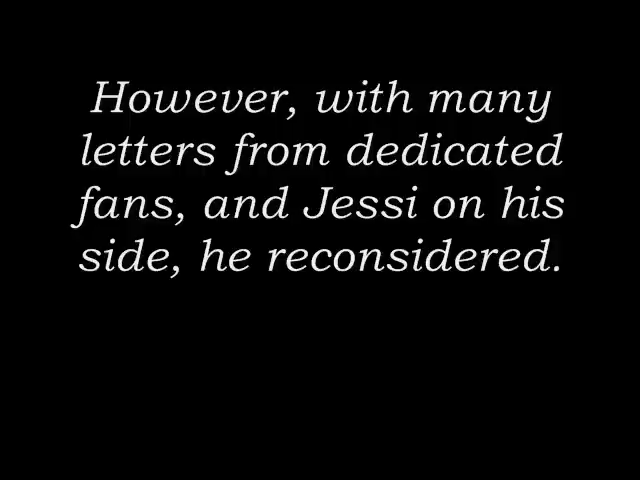 However, with many
letters from dedicated
fans, and Jessi on his
side, he reconsidered.